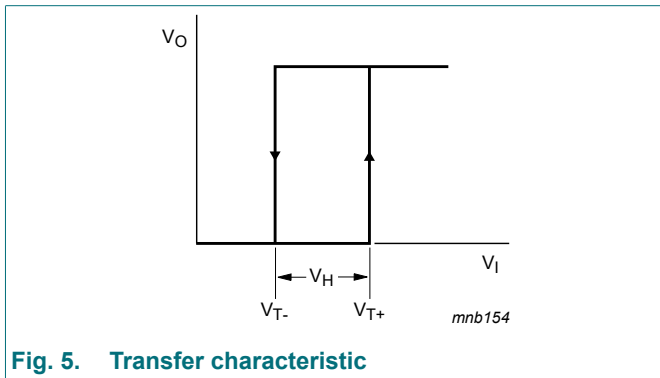 VO
VI
VH
VT-
VT+
mnb154
Fig. 5. Transfer characteristic